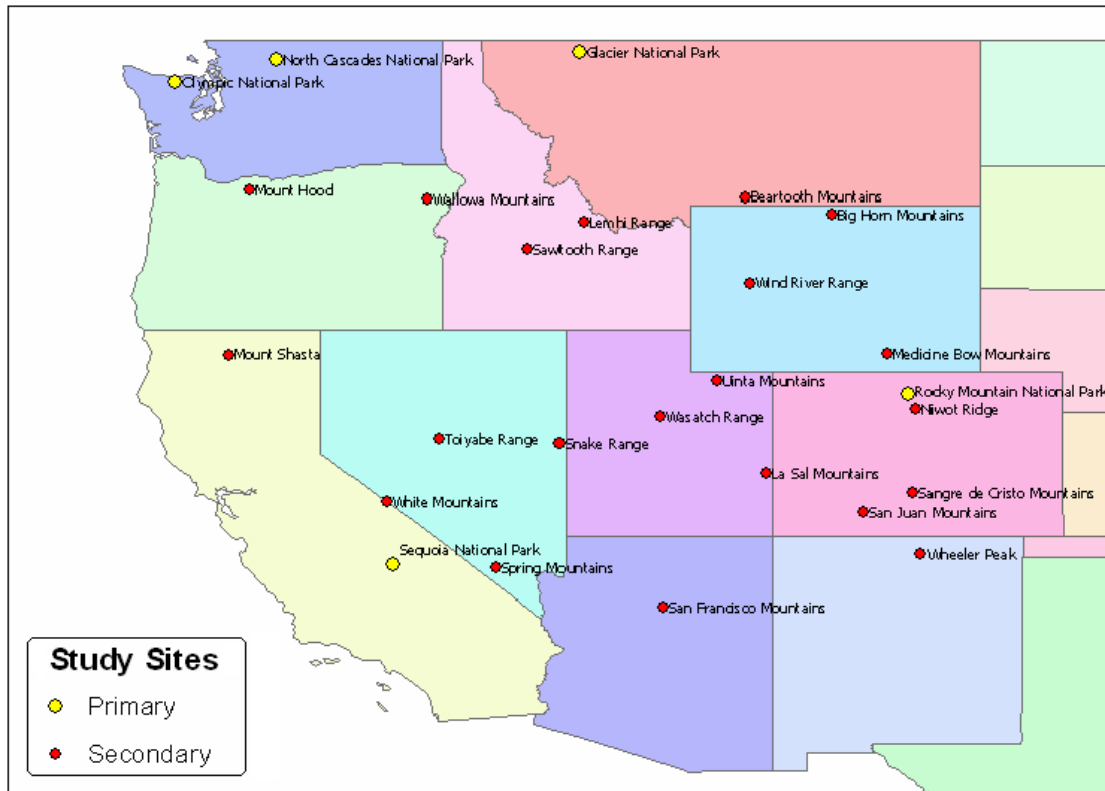 Glacier National Park
North Cascades National Park
Olympic National Park
Mount Hood
Wallowa Mountains
Beartooth Mountains
Big Horn Mountains
Lemhi Range
Sawtooth Range
Wind River Range
Mount Shasta
Medicine Bow Mountains
Uinta Mountains
Rocky Mountain National Park
Niwot Ridge
Wasatch Range
Toiyabe Range
Snake Range
La Sal Mountains
Sangre de Cristo Mountains
White Mountains
San Juan Mountains
Sequoia National Park
Wheeler Peak
Spring Mountains
San Francisco Mountains
Study Sites
Primary
Secondary